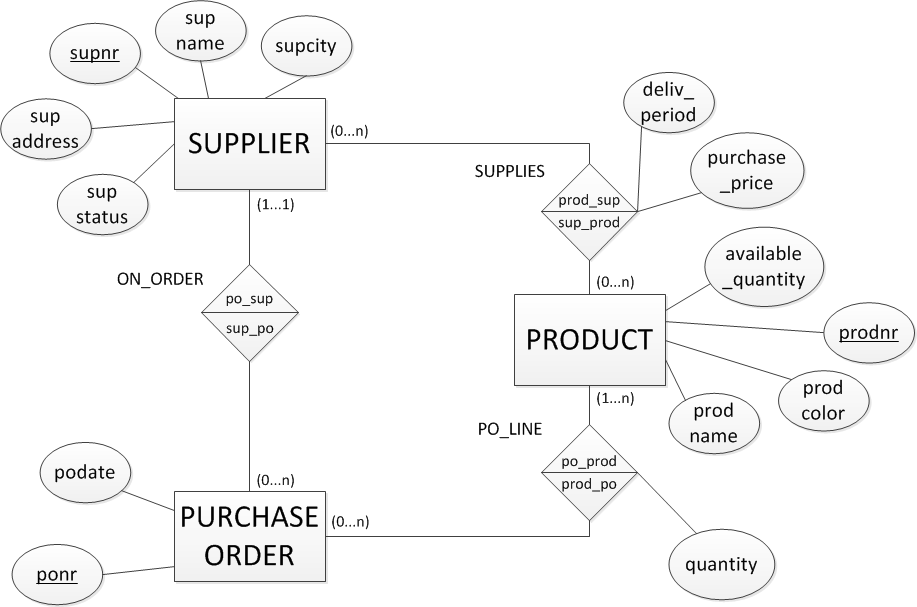 sup
name
supnr
supcity
sup
address
SUPPLIER
(0...n)
sup
status
(1...1)
deliv_
period
SUPPLIES
purchase
_price
prod_sup
sup_prod
ON_ORDER
po_sup
sup_po
(0...n)
available
_quantity
PRODUCT
prodnr
prod
color
(1...n)
prod
name
PO_LINE
po_prod
prod_po
podate
(0...n)
PURCHASE
ORDER
(0...n)
ponr
quantity